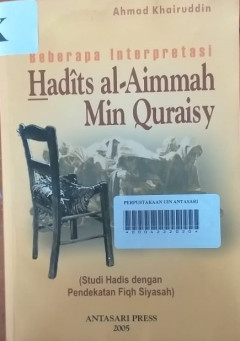 Ahmad Khairuddin
K
Beberapa Interpretasi
Hadîts al-Aimmah
Min Quraisy
PERPUSTAKAAN UIN ANTASARI
(Studi Hadis dengan
Pendekatan Fiqh Siyasah)
ANTASARI PRESS
2005